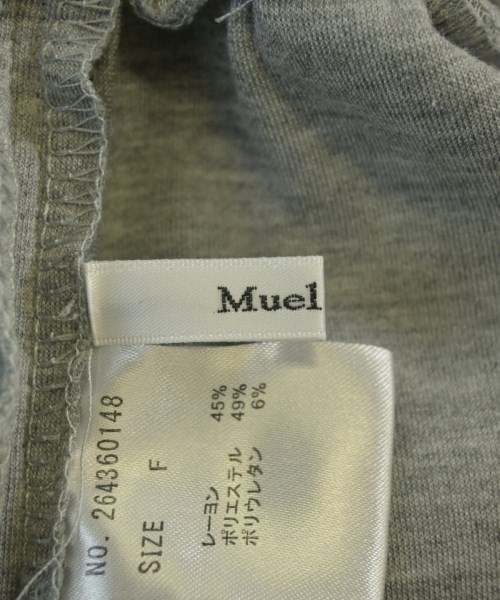 Muel
NO. 264360148
SIZE F
レーヨン 45%
ポリエステル 49%
ポリウレタン 6%